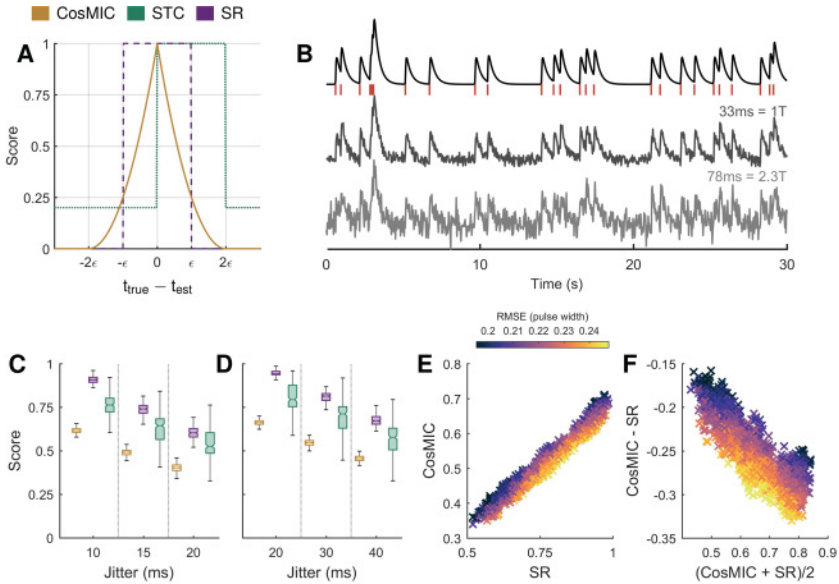 CosMIC STC SR
A
Score
1
0.75
0.5
0.25
0
-2ϵ -ϵ 0 ϵ 2ϵ
t_true − t_est
B
33ms = 1T
78ms = 2.3T
0 10 20 30
Time (s)
C
Score
1
0.75
0.5
0.25
0
10 15 20
Jitter (ms)
D
20 30 40
Jitter (ms)
RMSE (pulse width)
0.2 0.21 0.22 0.23 0.24
E
CosMIC
0.8
0.7
0.6
0.5
0.4
0.3
0.5 0.75 1
SR
F
CosMIC - SR
-0.15
-0.2
-0.25
-0.3
-0.35
0.5 0.6 0.7 0.8 0.9
(CosMIC + SR)/2